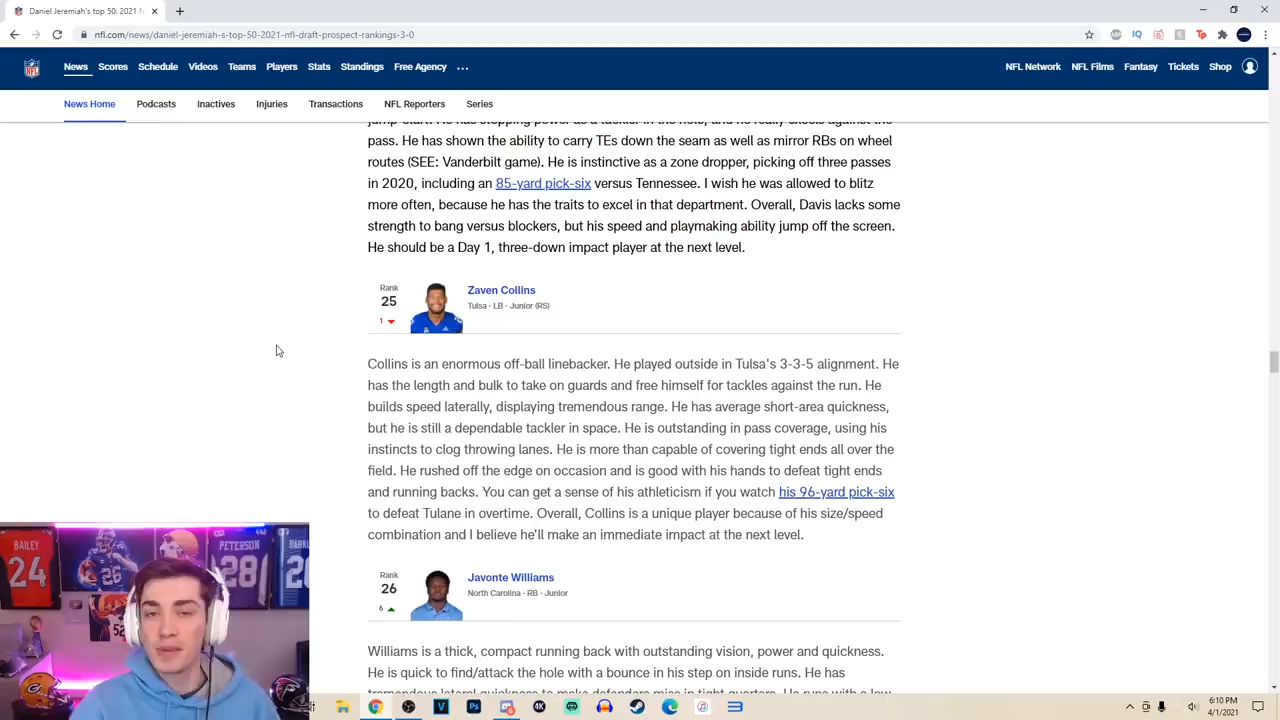 Daniel Jeremiah's top 50: 2021 N
nfl.com/news/daniel-jeremiah-s-top-50-2021-nfl-draft-prospect-rankings-3-0
News Scores Schedule Videos Teams Players Stats Standings Free Agency ...
NFL Network NFL Films Fantasy Tickets Shop
News Home Podcasts Inactives Injuries Transactions NFL Reporters Series
jump-start. He has stopping power as a tackler in the hole, and he really excels against the
pass. He has shown the ability to carry TEs down the seam as well as mirror RBs on wheel
routes (SEE: Vanderbilt game). He is instinctive as a zone dropper, picking off three passes
in 2020, including an 85-yard pick-six versus Tennessee. I wish he was allowed to blitz
more often, because he has the traits to excel in that department. Overall, Davis lacks some
strength to bang versus blockers, but his speed and playmaking ability jump off the screen.
He should be a Day 1, three-down impact player at the next level.
Rank
25
1
Zaven Collins
Tulsa · LB · Junior (RS)
Collins is an enormous off-ball linebacker. He played outside in Tulsa's 3-3-5 alignment. He
has the length and bulk to take on guards and free himself for tackles against the run. He
builds speed laterally, displaying tremendous range. He has average short-area quickness,
but he is still a dependable tackler in space. He is outstanding in pass coverage, using his
instincts to clog throwing lanes. He is more than capable of covering tight ends all over the
field. He rushed off the edge on occasion and is good with his hands to defeat tight ends
and running backs. You can get a sense of his athleticism if you watch his 96-yard pick-six
to defeat Tulane in overtime. Overall, Collins is a unique player because of his size/speed
combination and I believe he'll make an immediate impact at the next level.
Rank
26
6
Javonte Williams
North Carolina · RB · Junior
Williams is a thick, compact running back with outstanding vision, power and quickness.
He is quick to find/attack the hole with a bounce in his step on inside runs. He has
tremendous lateral quickness to make defenders miss in tight quarters. He runs with a low
BAILEY
24
26
PETERSON
28
52
6:10 PM
4/1/2021